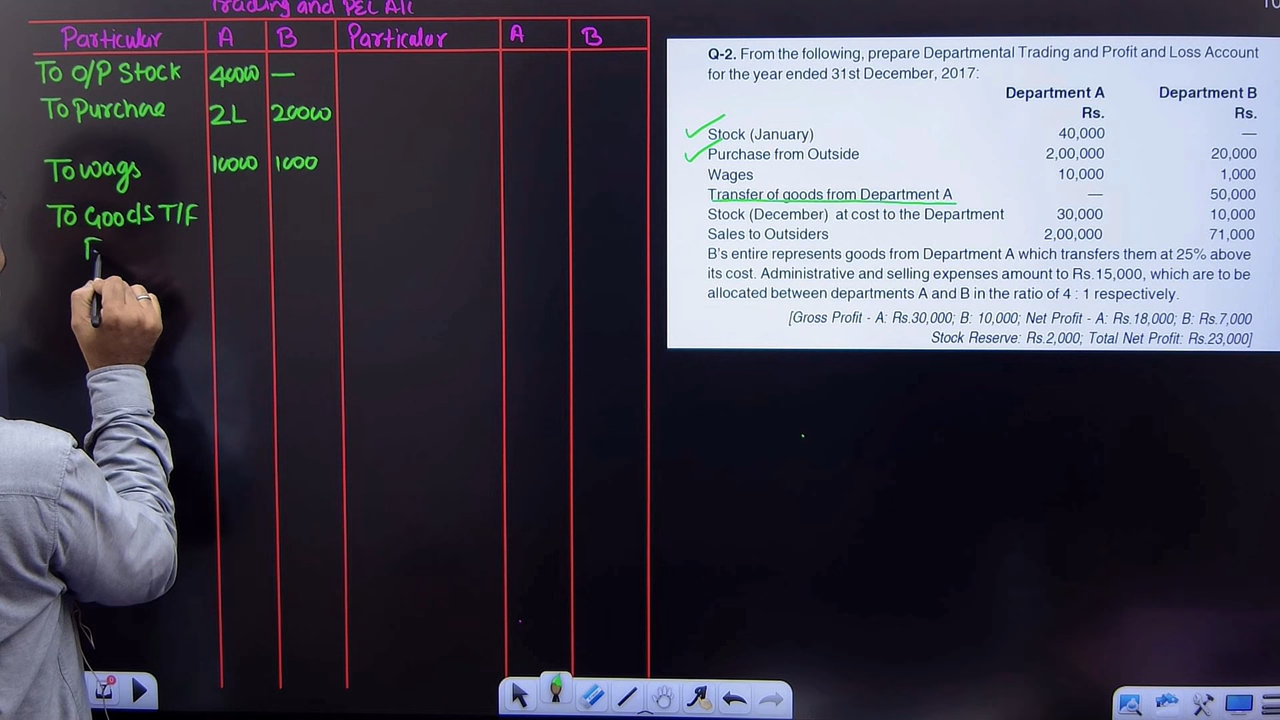 Trading and P&L A/c
Particular A B Particular A B
To O/P Stock 40000 —
To Purchase 2L 20000
To wags 10000 1000
To Goods T/F
F
Q-2. From the following, prepare Departmental Trading and Profit and Loss Account
for the year ended 31st December, 2017:
Department A Department B
Rs. Rs.
Stock (January) 40,000 —
Purchase from Outside 2,00,000 20,000
Wages 10,000 1,000
Transfer of goods from Department A — 50,000
Stock (December) at cost to the Department 30,000 10,000
Sales to Outsiders 2,00,000 71,000
B's entire represents goods from Department A which transfers them at 25% above
its cost. Administrative and selling expenses amount to Rs.15,000, which are to be
allocated between departments A and B in the ratio of 4 : 1 respectively.
[Gross Profit - A: Rs.30,000; B: 10,000; Net Profit - A: Rs.18,000; B: Rs.7,000
Stock Reserve: Rs.2,000; Total Net Profit: Rs.23,000]